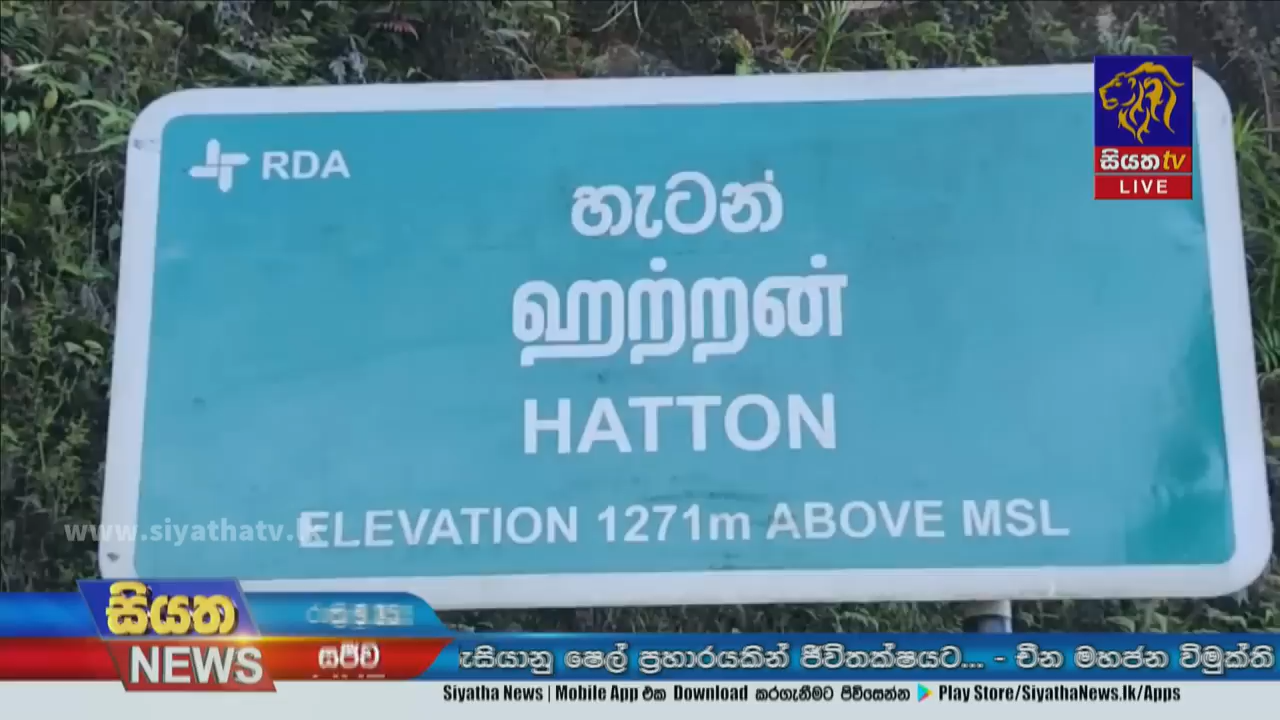 RDA
හැටන්
ஹற்றன்
HATTON
ELEVATION 1271m ABOVE MSL
සියත tv
LIVE
www.siyathatv.lk
සියත
NEWS
සජීව
ෂෙල් ප්‍රහාරයකින් ජීවිතක්ෂයට... - චීන මහජන විමුක්ති
Siyatha News | Mobile App එක Download කරගැනීමට පිවිසෙන්න Play Store/SiyathaNews.lk/Apps